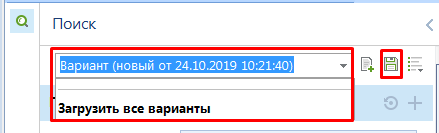 Поиск
Вариант (новый от 24.10.2019 10:21:40)
Загрузить все варианты